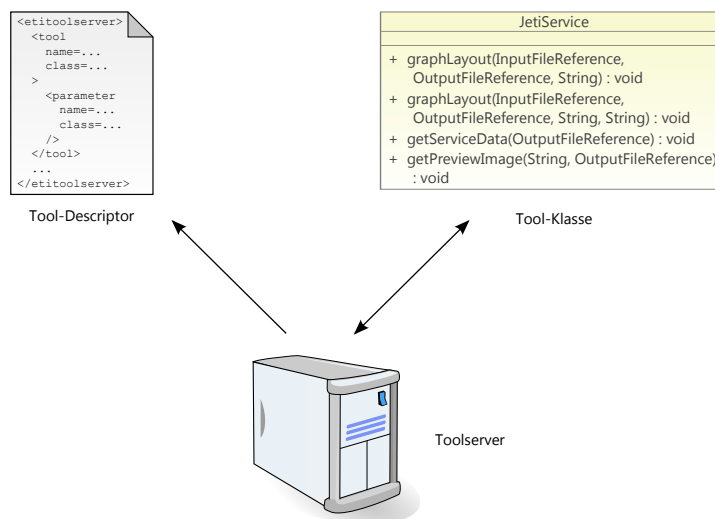 <etitoolserver>
<tool
name=...
class=...
>
<parameter
name=...
class=...
/>
</tool>
...
</etitoolserver>
Tool-Descriptor
JetiService
+ graphLayout(InputFileReference,
OutputFileReference, String) : void
+ graphLayout(InputFileReference,
OutputFileReference, String, String) : void
+ getServiceData(OutputFileReference) : void
+ getPreviewImage(String, OutputFileReference)
: void
Tool-Klasse
Toolserver